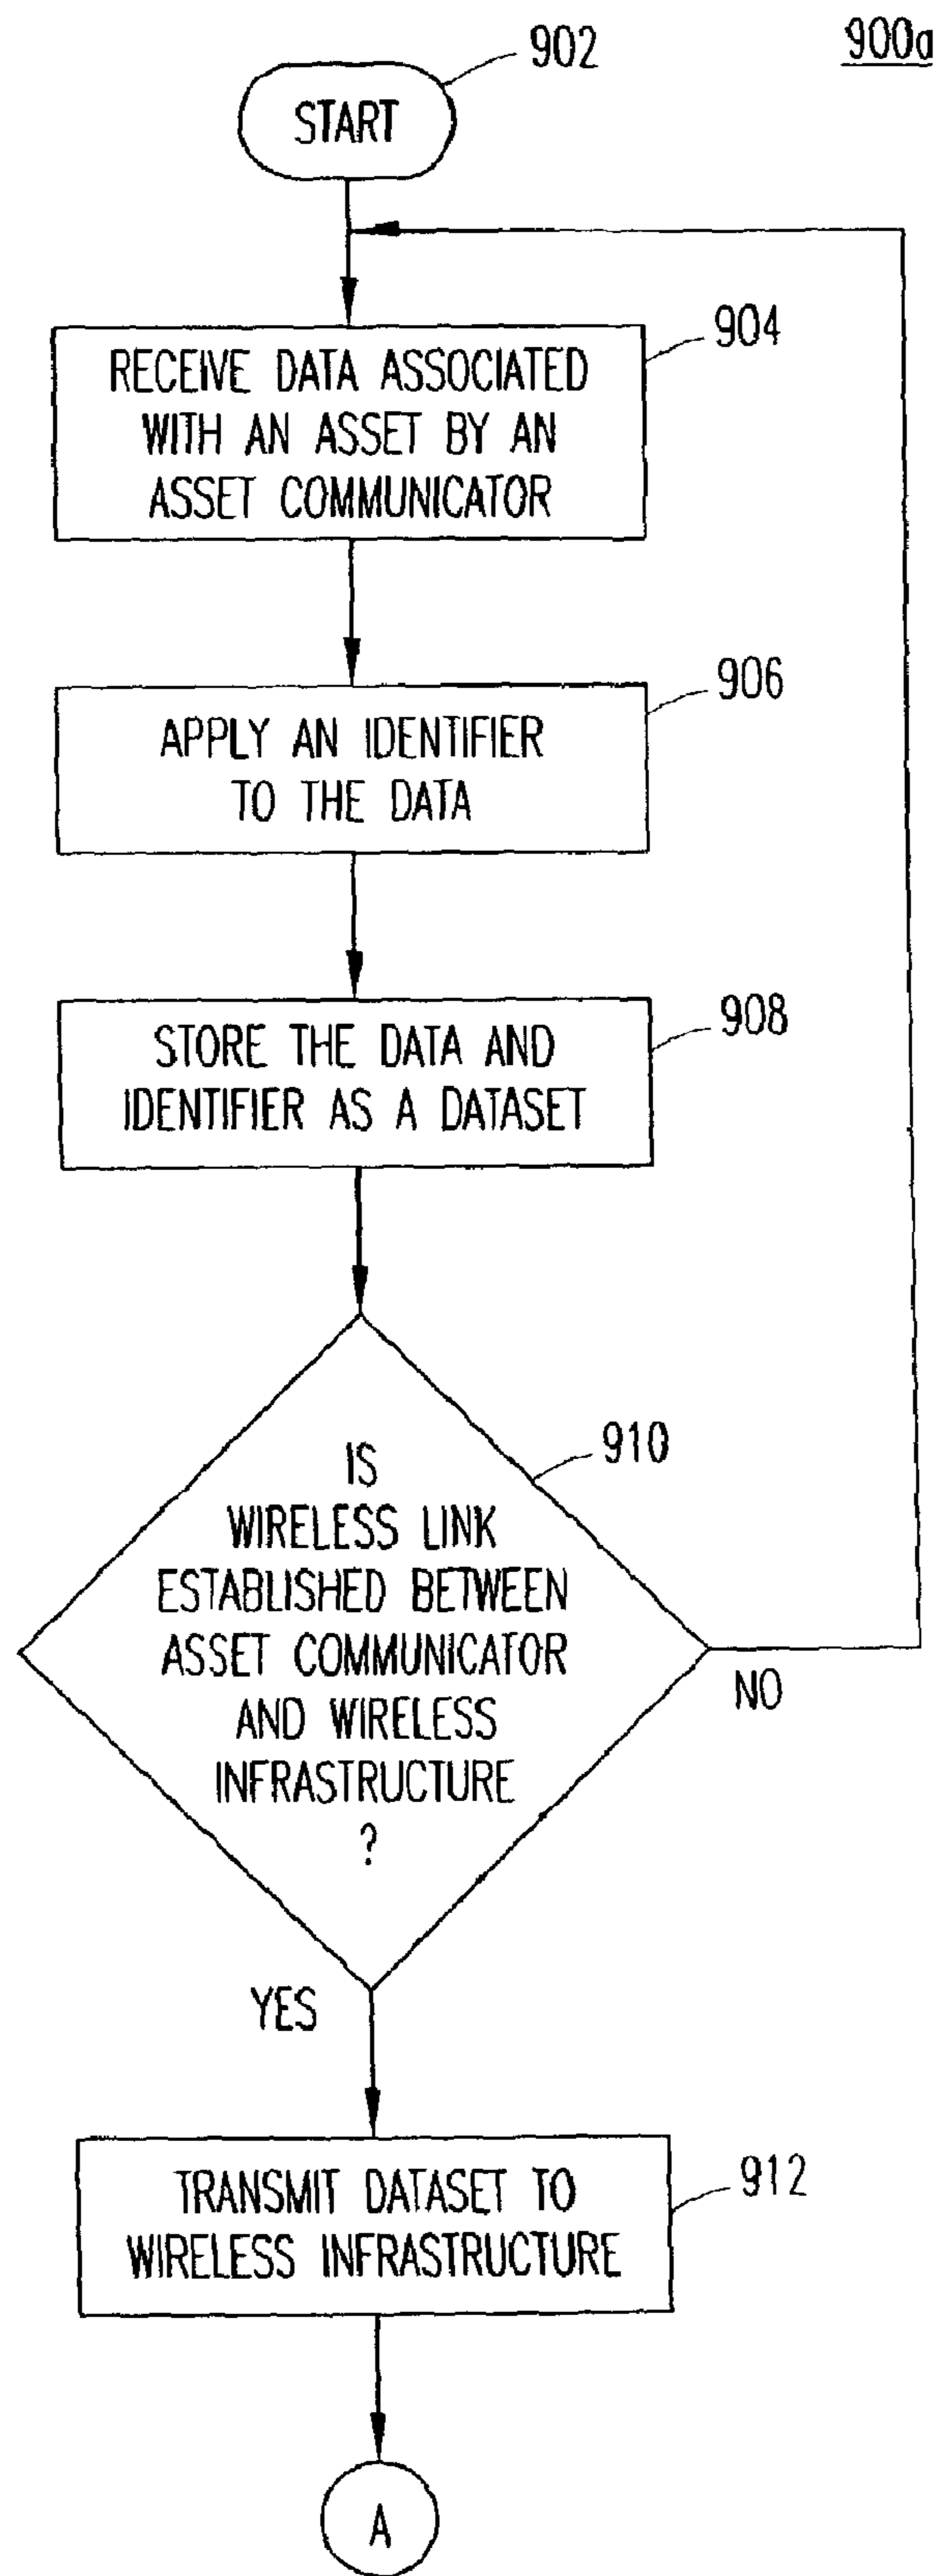 900a
902
START
904
RECEIVE DATA ASSOCIATED
WITH AN ASSET BY AN
ASSET COMMUNICATOR
906
APPLY AN IDENTIFIER
TO THE DATA
908
STORE THE DATA AND
IDENTIFIER AS A DATASET
910
IS
WIRELESS LINK
ESTABLISHED BETWEEN
ASSET COMMUNICATOR
AND WIRELESS
INFRASTRUCTURE
?
NO
YES
912
TRANSMIT DATASET TO
WIRELESS INFRASTRUCTURE
A